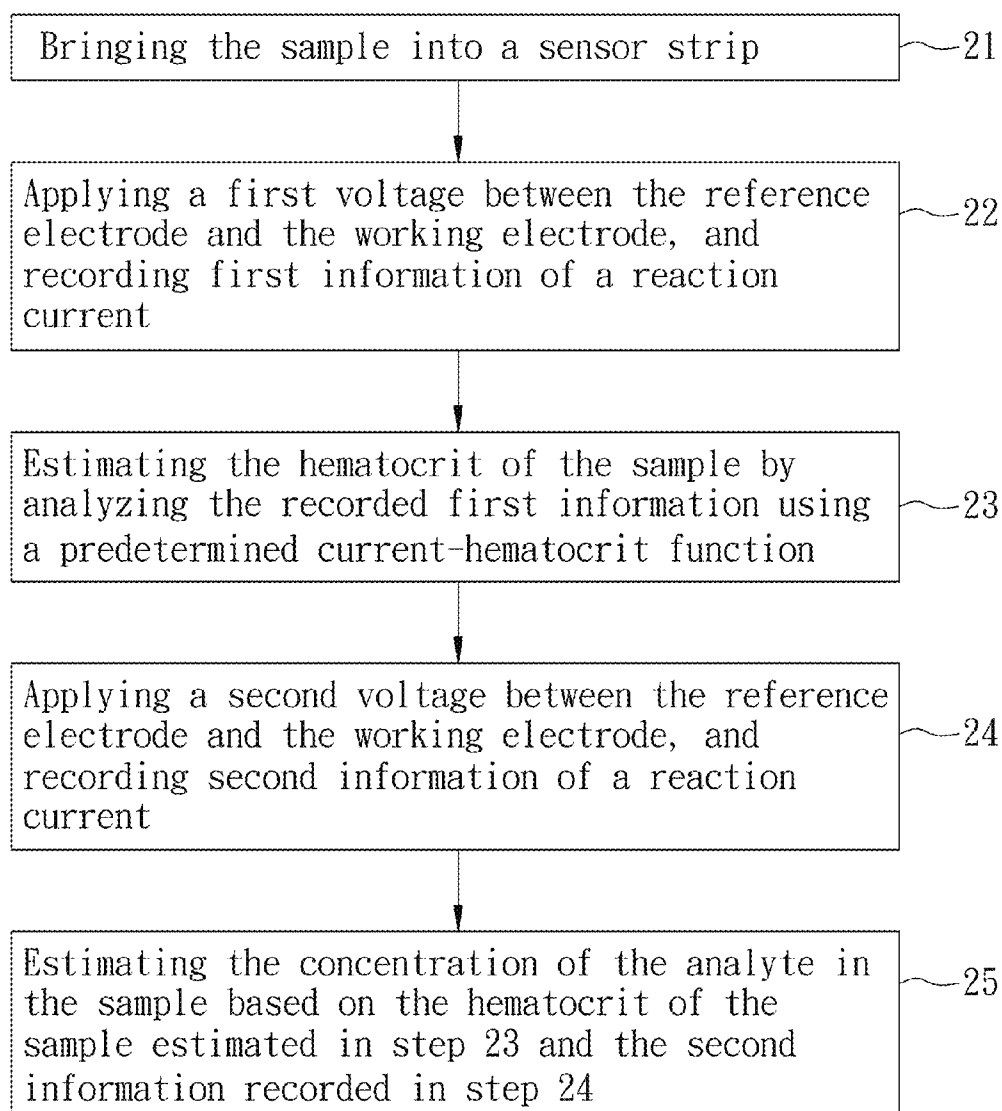 Bringing the sample into a sensor strip
21
Applying a first voltage between the reference
electrode and the working electrode, and
recording first information of a reaction
current
22
Estimating the hematocrit of the sample by
analyzing the recorded first information using
a predetermined current-hematocrit function
23
Applying a second voltage between the reference
electrode and the working electrode, and
recording second information of a reaction
current
24
Estimating the concentration of the analyte in
the sample based on the hematocrit of the
sample estimated in step 23 and the second
information recorded in step 24
25